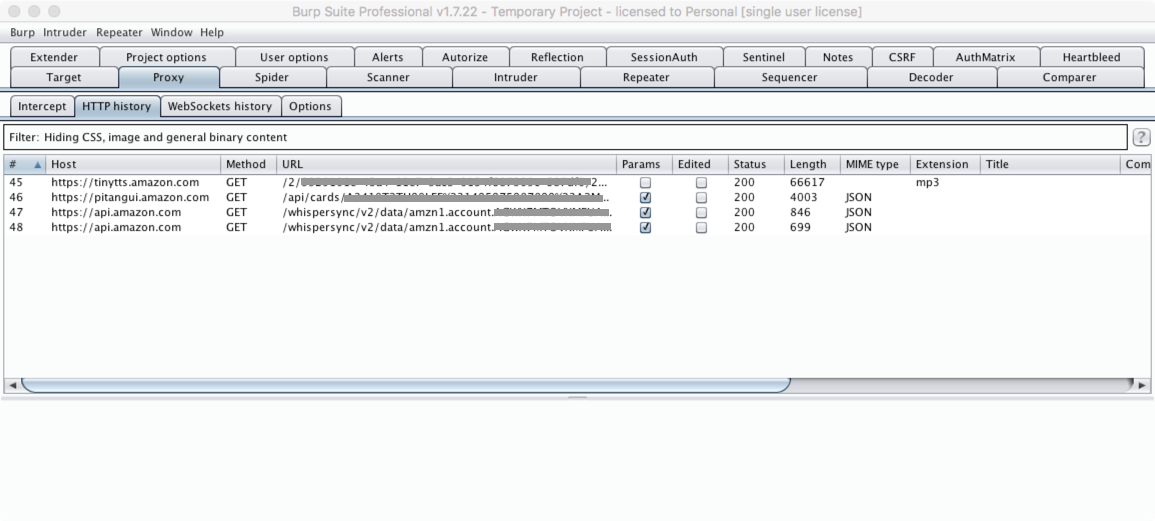 Burp Suite Professional v1.7.22 - Temporary Project - licensed to Personal [single user license]
Burp Intruder Repeater Window Help
Extender Project options User options Alerts Autorize Reflection SessionAuth Sentinel Notes CSRF AuthMatrix Heartbleed
Target Proxy Spider Scanner Intruder Repeater Sequencer Decoder Comparer
Intercept HTTP history WebSockets history Options
Filter: Hiding CSS, image and general binary content ?
# Host Method URL Params Edited Status Length MIME type Extension Title Com
45 https://tinytts.amazon.com GET /2/ 2... 200 66617 mp3
46 https://pitangui.amazon.com GET /api/cards/ ... 200 4003 JSON
47 https://api.amazon.com GET /whispersync/v2/data/amzn1.account. 200 846 JSON
48 https://api.amazon.com GET /whispersync/v2/data/amzn1.account. 200 699 JSON